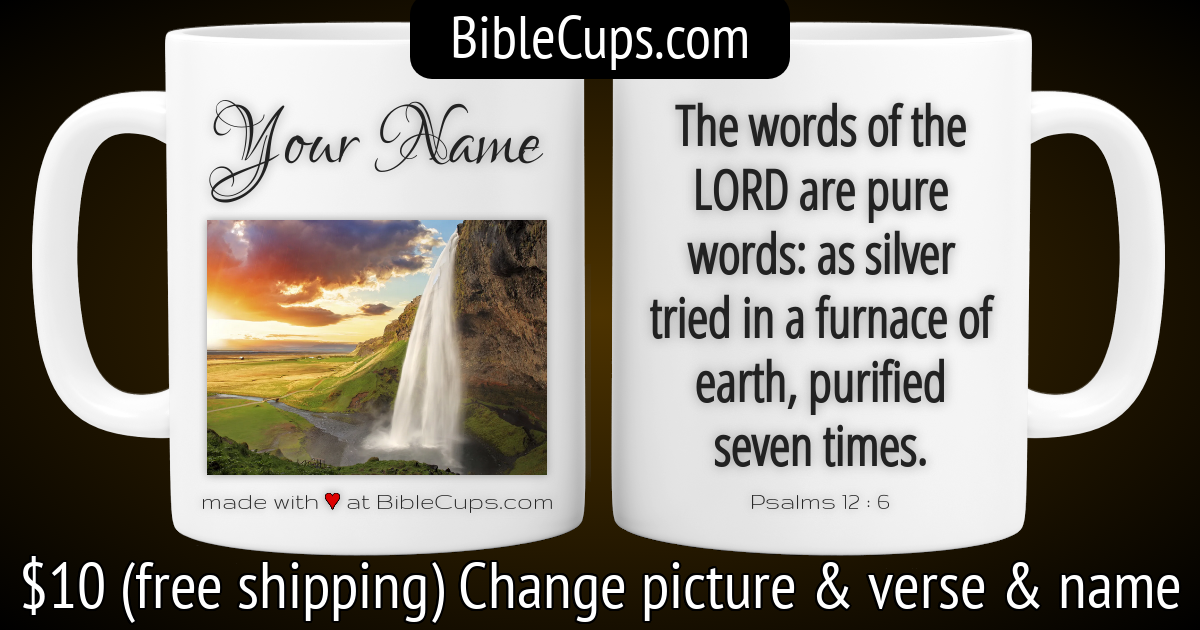 BibleCups.com
Your Name
made with ♥ at BibleCups.com
The words of the
LORD are pure
words: as silver
tried in a furnace of
earth, purified
seven times.
Psalms 12 : 6
$10 (free shipping) Change picture & verse & name